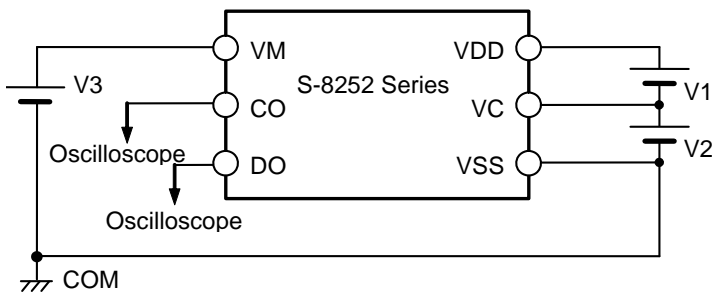 VM
VDD
V3
S-8252 Series
V1
CO
VC
V2
Oscilloscope
DO
VSS
Oscilloscope
COM